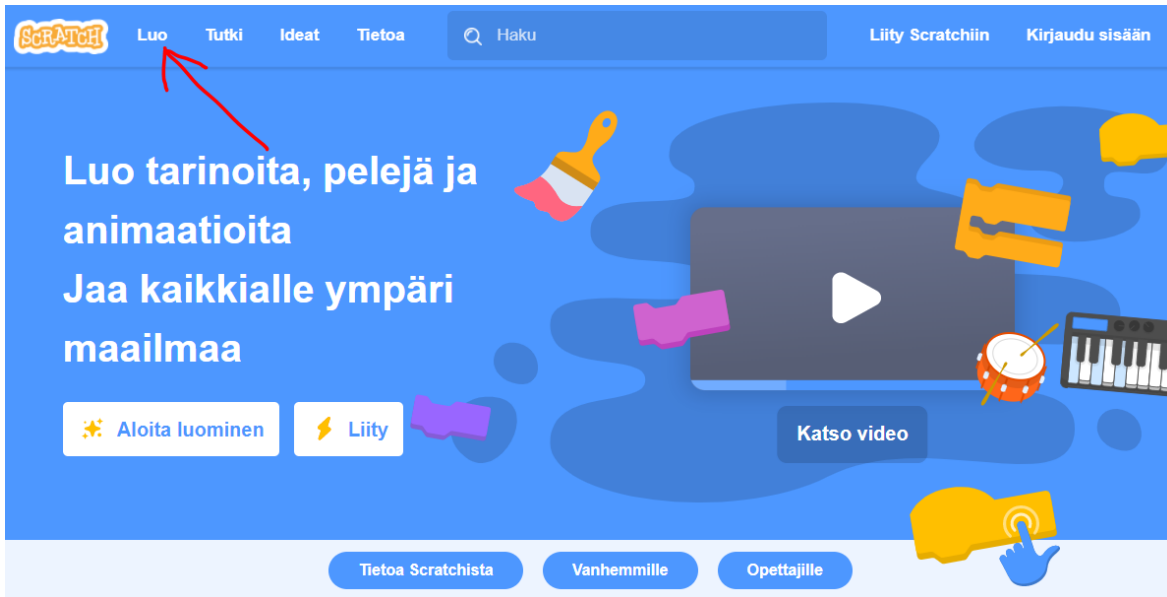 SCRATCH Luo Tutki Ideat Tietoa Haku Liity Scratchiin Kirjaudu sisään
Luo tarinoita, pelejä ja
animaatioita
Jaa kaikkialle ympäri
maailmaa
Aloita luominen Liity
Katso video
Tietoa Scratchista Vanhemmille Opettajille